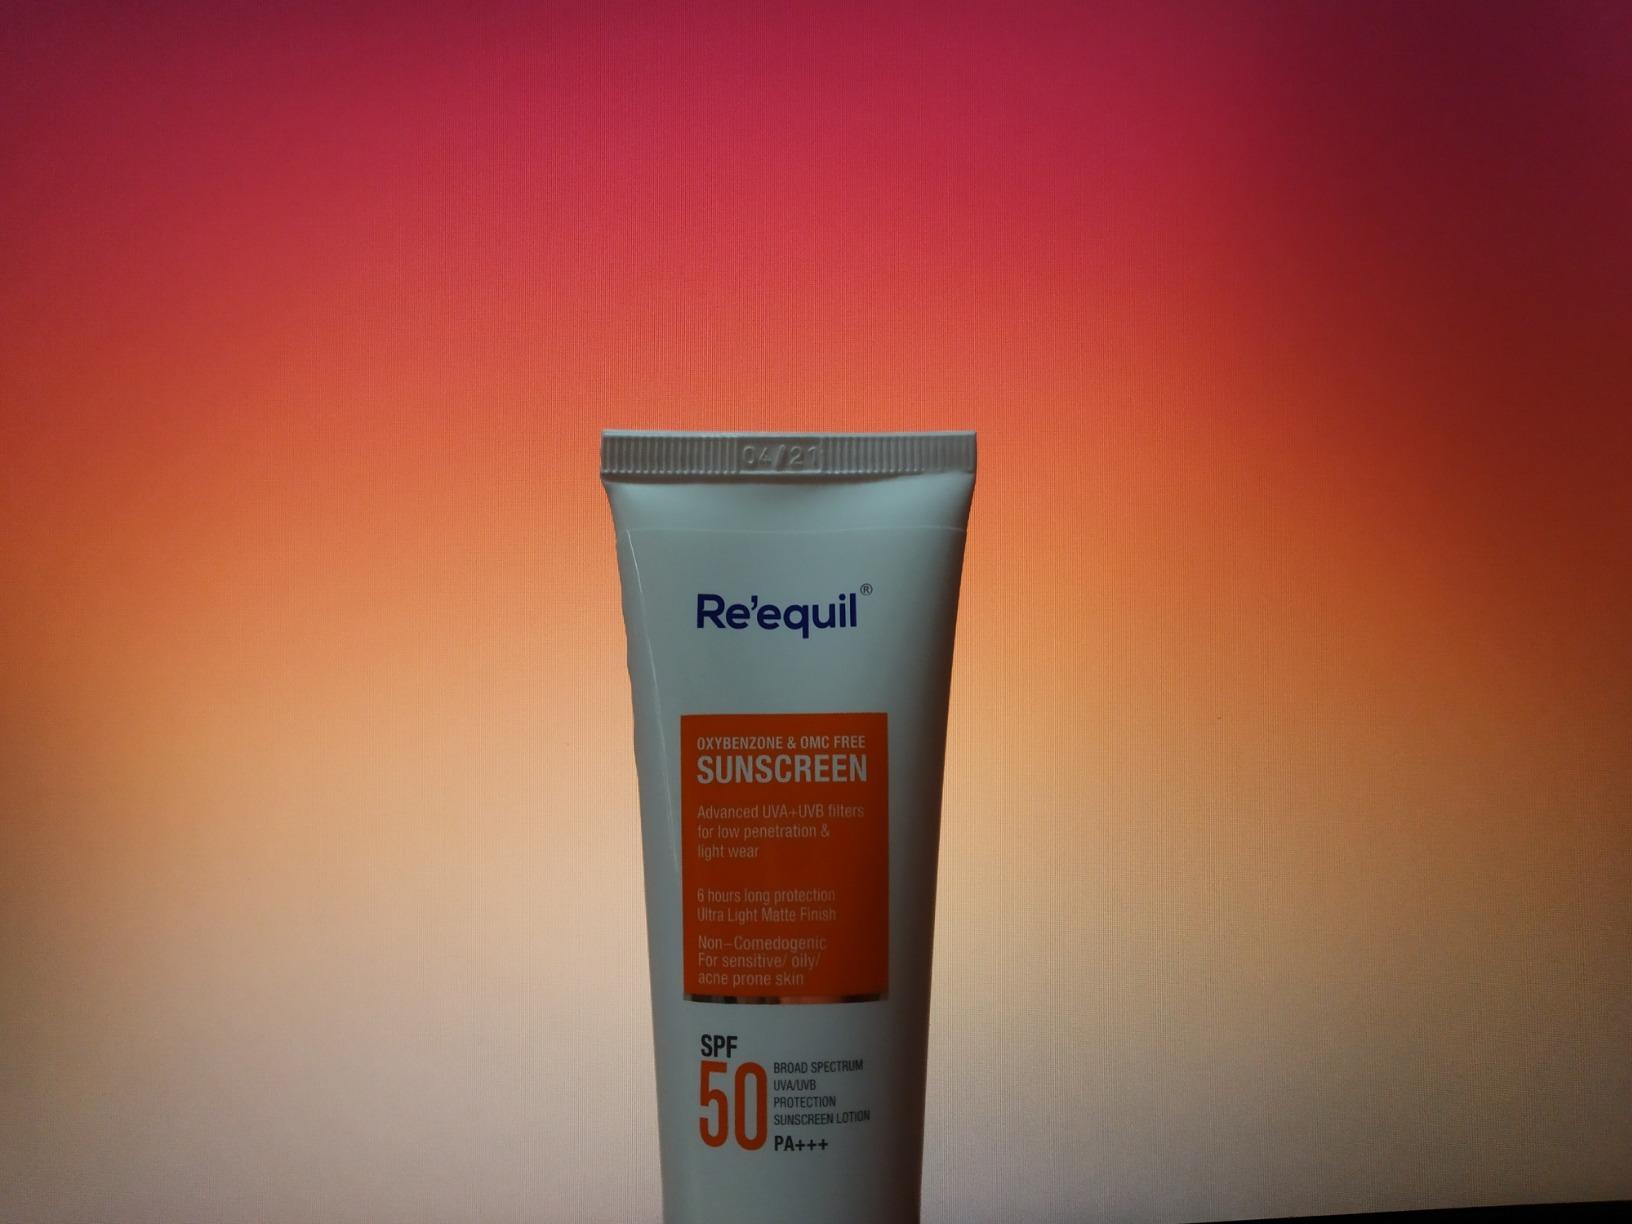 04/21
Re'equil®
OXYBENZONE & OMC FREE
SUNSCREEN
Advanced UVA+UVB filters
for low penetration &
light wear
6 hours long protection
Ultra Light Matte Finish
Non-Comedogenic
For sensitive/ oily/
acne prone skin
SPF
50
BROAD SPECTRUM
UVA/UVB
PROTECTION
SUNSCREEN LOTION
PA+++